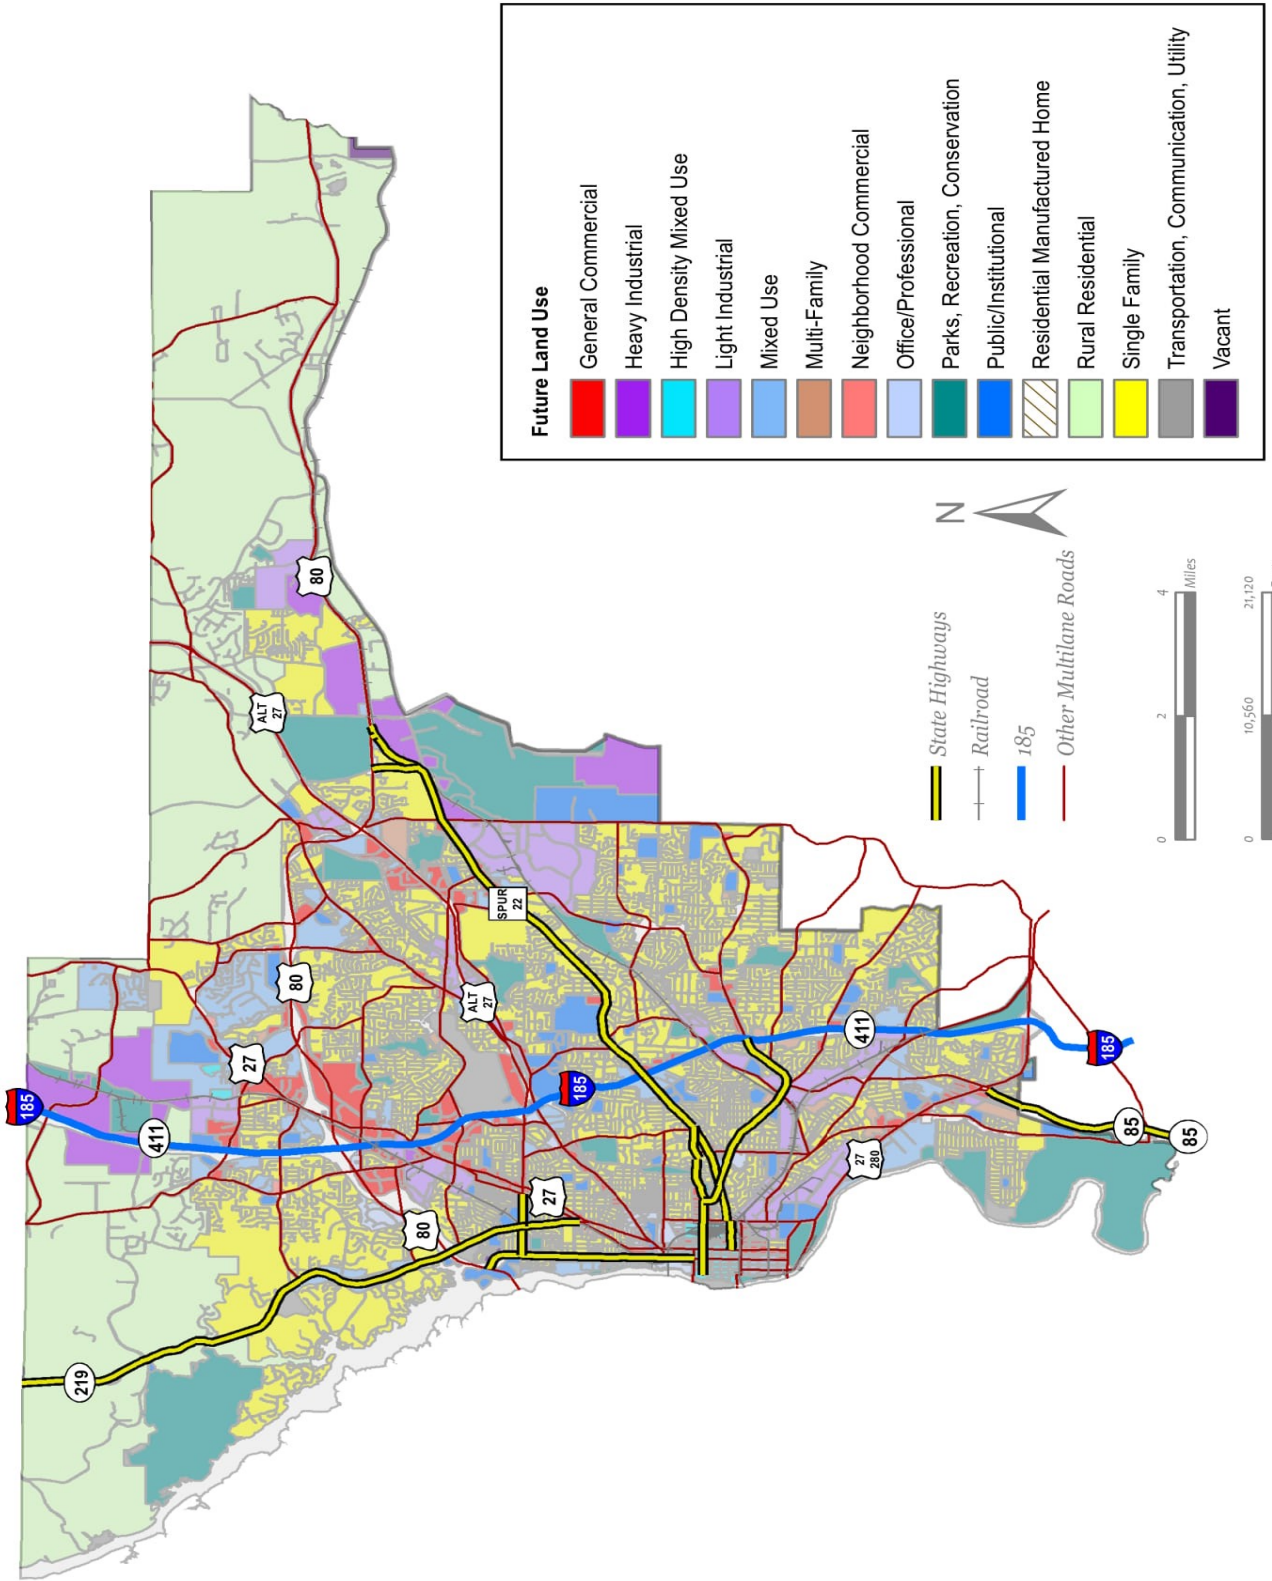 Future Land Use
General Commercial
Heavy Industrial
High Density Mixed Use
Light Industrial
Mixed Use
Multi-Family
Neighborhood Commercial
Office/Professional
Parks, Recreation, Conservation
Public/Institutional
Residential Manufactured Home
Rural Residential
Single Family
Transportation, Communication, Utility
Vacant
N
State Highways
Railroad
185
Other Multilane Roads
0 2 4
Miles
0 10,560 21,120
185
411
219
27
80
80
ALT
27
80
80
27
ALT
27
SPUR
22
185
411
27
280
185
85
85